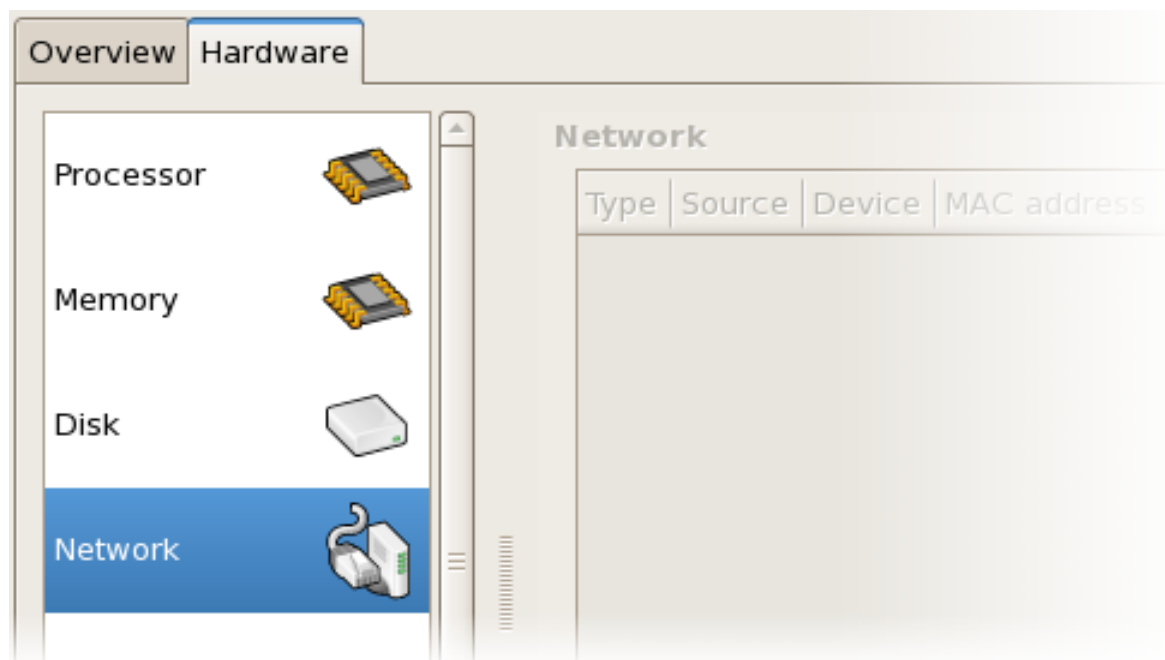 Overview Hardware
Processor
Memory
Disk
Network
Network
Type Source Device MAC address